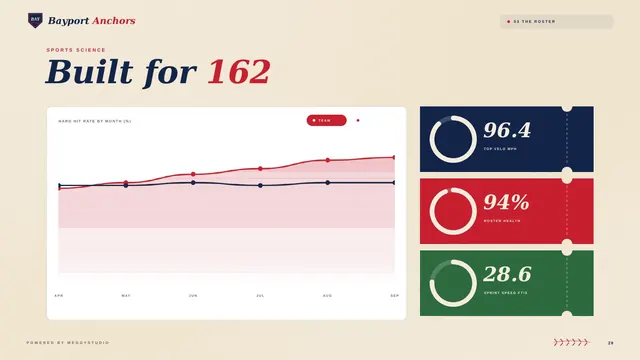 BAY
Bayport Anchors
03 THE ROSTER
SPORTS SCIENCE
Built for 162
HARD HIT RATE BY MONTH (%)
TEAM
APR MAY JUN JUL AUG SEP
96.4
TOP VELO MPH
94%
ROSTER HEALTH
28.6
SPRINT SPEED FT/S
POWERED BY MEGGYSTUDIO